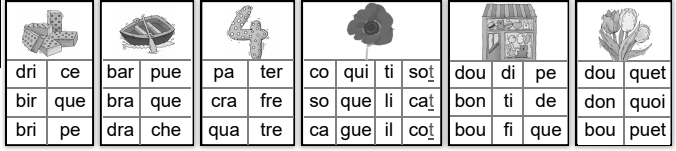 dri ce bar pue pa ter co qui ti sot dou di pe dou quet
bir que bra que cra fre so que li cat bon ti de don quoi
bri pe dra che qua tre ca gue il cot bou fi que bou puet